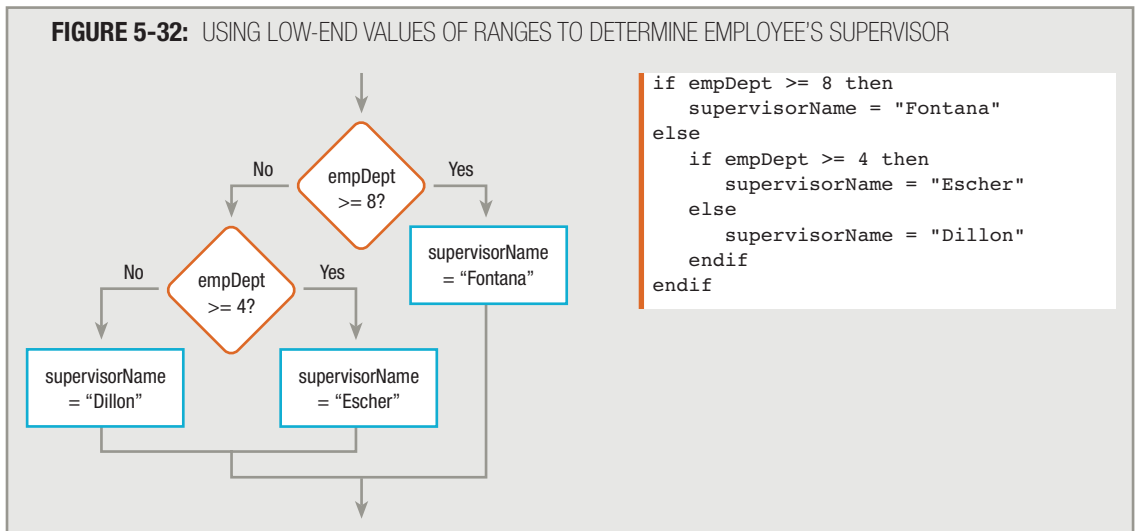 FIGURE 5-32: USING LOW-END VALUES OF RANGES TO DETERMINE EMPLOYEE'S SUPERVISOR
empDept
>= 8?
No
Yes
supervisorName
= “Fontana”
empDept
>= 4?
No
Yes
supervisorName
= “Dillon”
supervisorName
= “Escher”
if empDept >= 8 then
   supervisorName = "Fontana"
else
   if empDept >= 4 then
      supervisorName = "Escher"
   else
      supervisorName = "Dillon"
   endif
endif